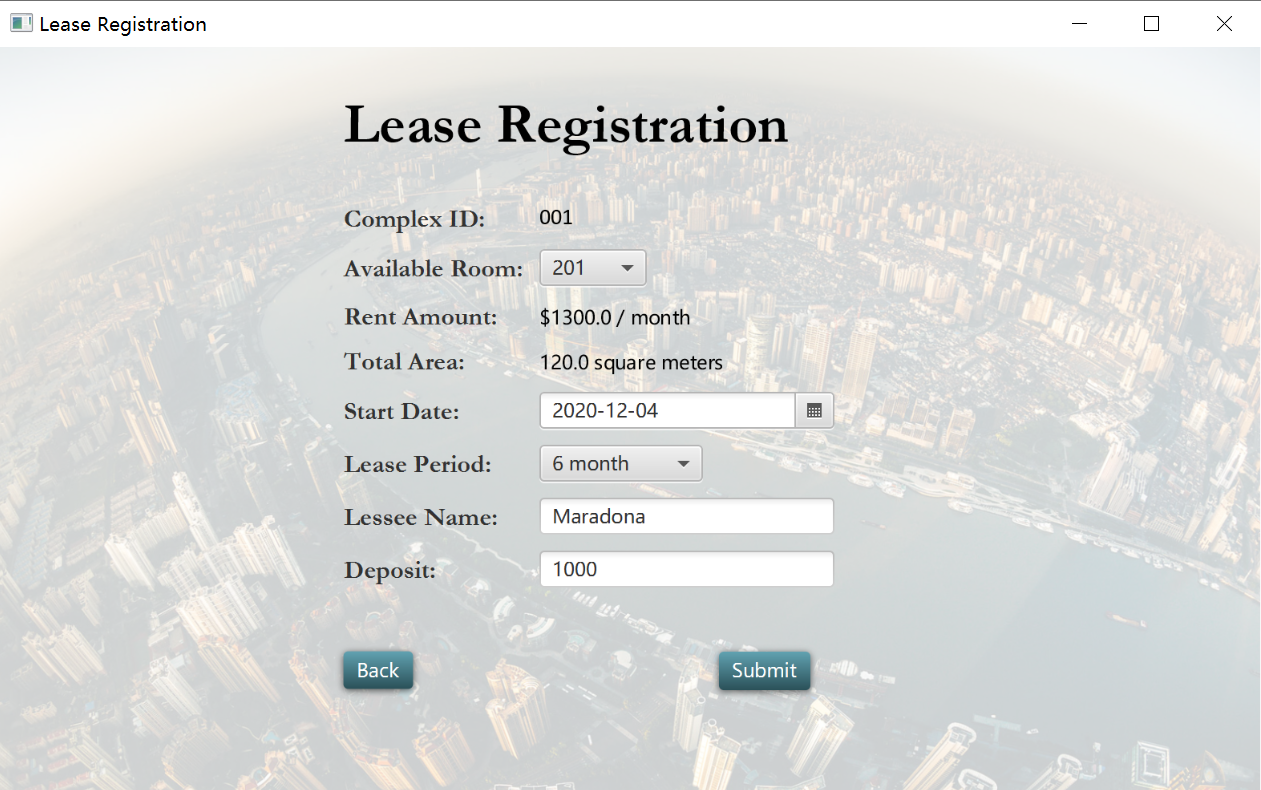 Lease Registration
Lease Registration
Complex ID: 001
Available Room: 201
Rent Amount: $1300.0 / month
Total Area: 120.0 square meters
Start Date: 2020-12-04
Lease Period: 6 month
Lessee Name: Maradona
Deposit: 1000
Back Submit